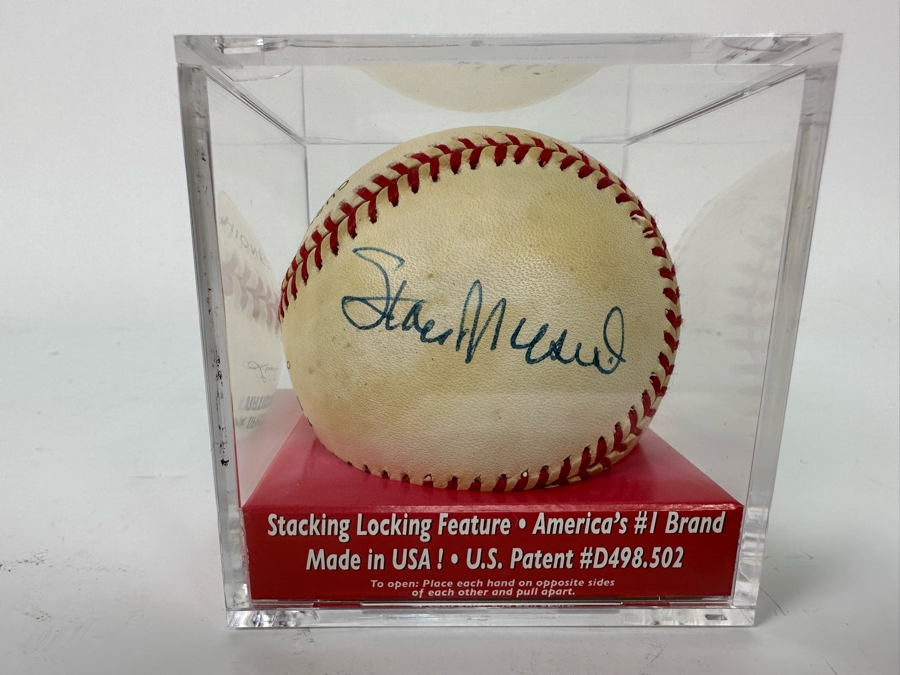 Stan Musial
Stacking Locking Feature • America's #1 Brand
Made in USA ! • U.S. Patent #D498.502
To open: Place each hand on opposite sides
of each other and pull apart.